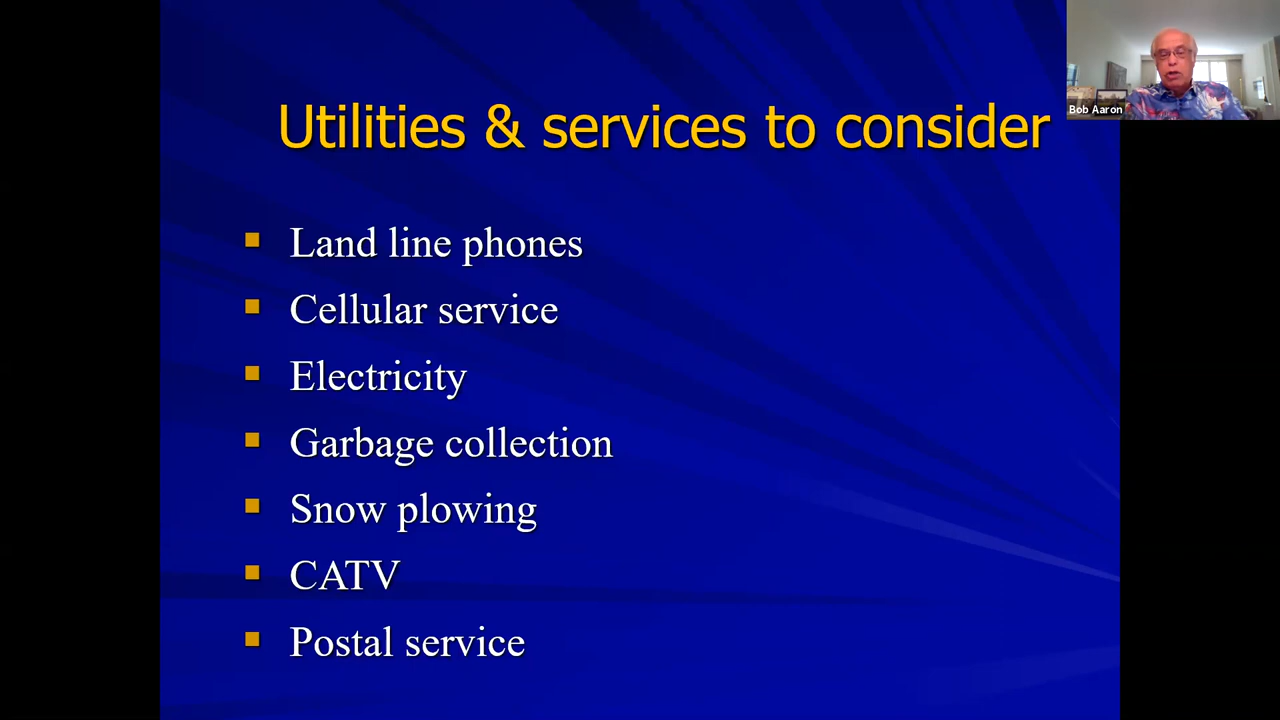 Utilities & services to consider
Land line phones
Cellular service
Electricity
Garbage collection
Snow plowing
CATV
Postal service
Bob Aaron